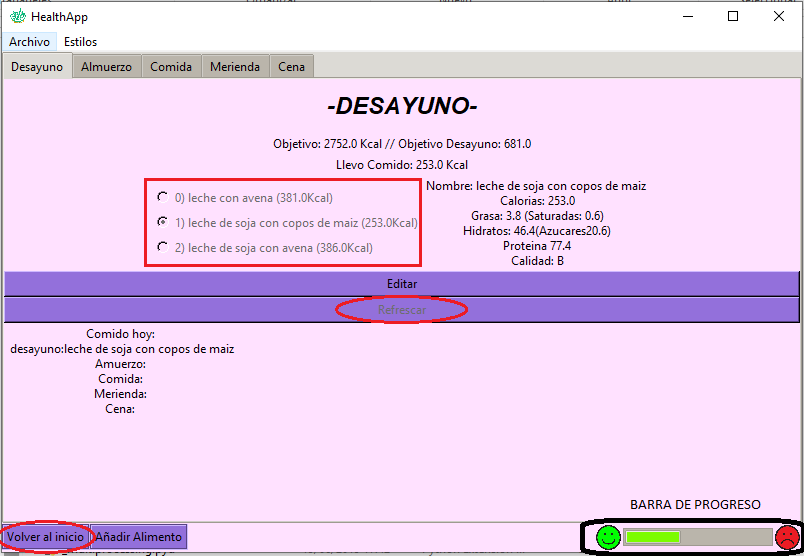 HealthApp
Archivo Estilos
Desayuno Almuerzo Comida Merienda Cena
-DESAYUNO-
Objetivo: 2752.0 Kcal // Objetivo Desayuno: 681.0
Llevo Comido: 253.0 Kcal
0) leche con avena (381.0Kcal)
1) leche de soja con copos de maiz (253.0Kcal)
2) leche de soja con avena (386.0Kcal)
Nombre: leche de soja con copos de maiz
Calorias: 253.0
Grasa: 3.8 (Saturadas: 0.6)
Hidratos: 46.4(Azucares20.6)
Proteina 77.4
Calidad: B
Editar
Refrescar
Comido hoy:
desayuno:leche de soja con copos de maiz
Amuerzo:
Comida:
Merienda:
Cena:
BARRA DE PROGRESO
Volver al inicio Añadir Alimento